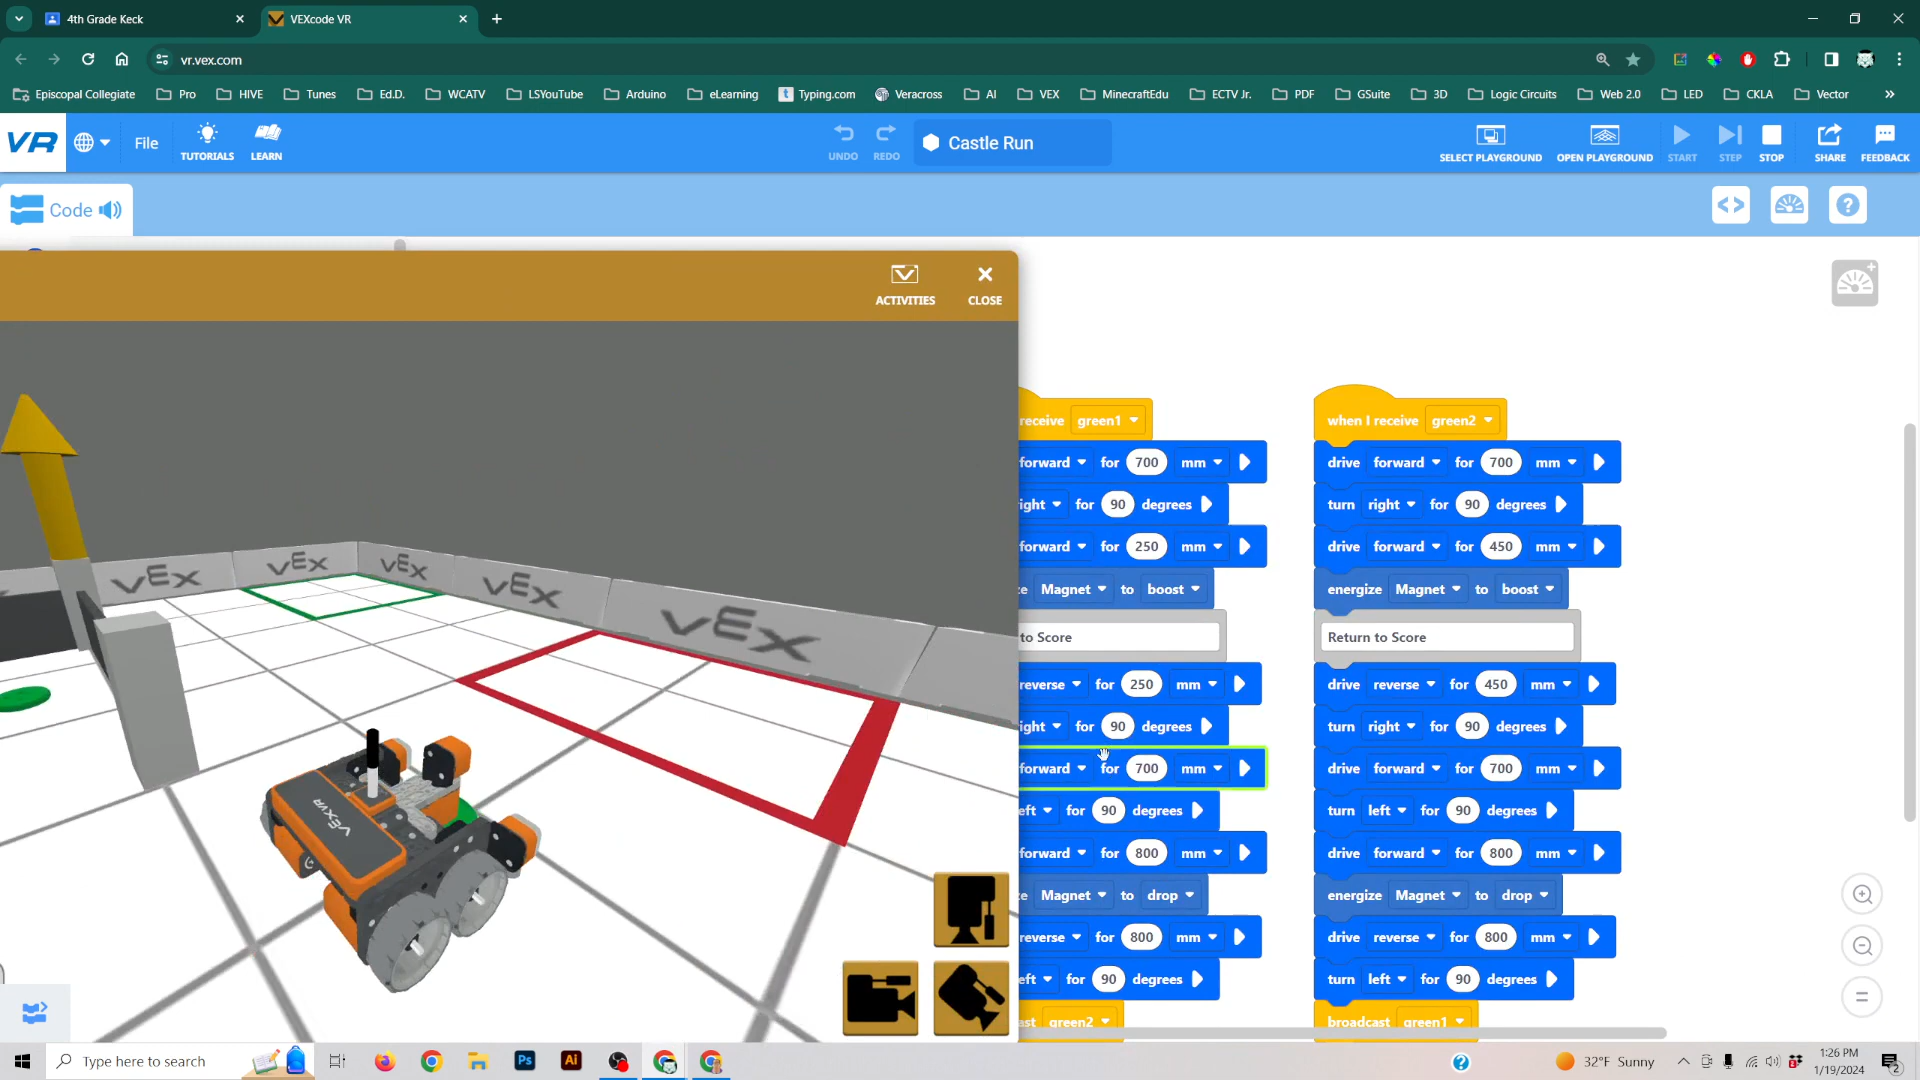 4th Grade Keck
VEXcode VR
vr.vex.com
Episcopal Collegiate Pro HIVE Tunes Ed.D. WCATV LSYouTube Arduino eLearning Typing.com Veracross AI VEX MinecraftEdu ECTV Jr. PDF GSuite 3D Logic Circuits Web 2.0 LED CKLA Vector
VR File TUTORIALS LEARN UNDO REDO Castle Run SELECT PLAYGROUND OPEN PLAYGROUND START STEP STOP SHARE FEEDBACK
Code
ACTIVITIES CLOSE
vex vex vex vex vex
VEXVR
receive green1
forward for 700 mm
ight for 90 degrees
forward for 250 mm
e Magnet to boost
to Score
reverse for 250 mm
ight for 90 degrees
forward for 700 mm
eft for 90 degrees
forward for 800 mm
e Magnet to drop
reverse for 800 mm
eft for 90 degrees
ast green2
when I receive green2
drive forward for 700 mm
turn right for 90 degrees
drive forward for 450 mm
energize Magnet to boost
Return to Score
drive reverse for 450 mm
turn right for 90 degrees
drive forward for 700 mm
turn left for 90 degrees
drive forward for 800 mm
energize Magnet to drop
drive reverse for 800 mm
turn left for 90 degrees
broadcast green1
Type here to search
Ps Ai
32°F Sunny
1:26 PM
1/19/2024
2